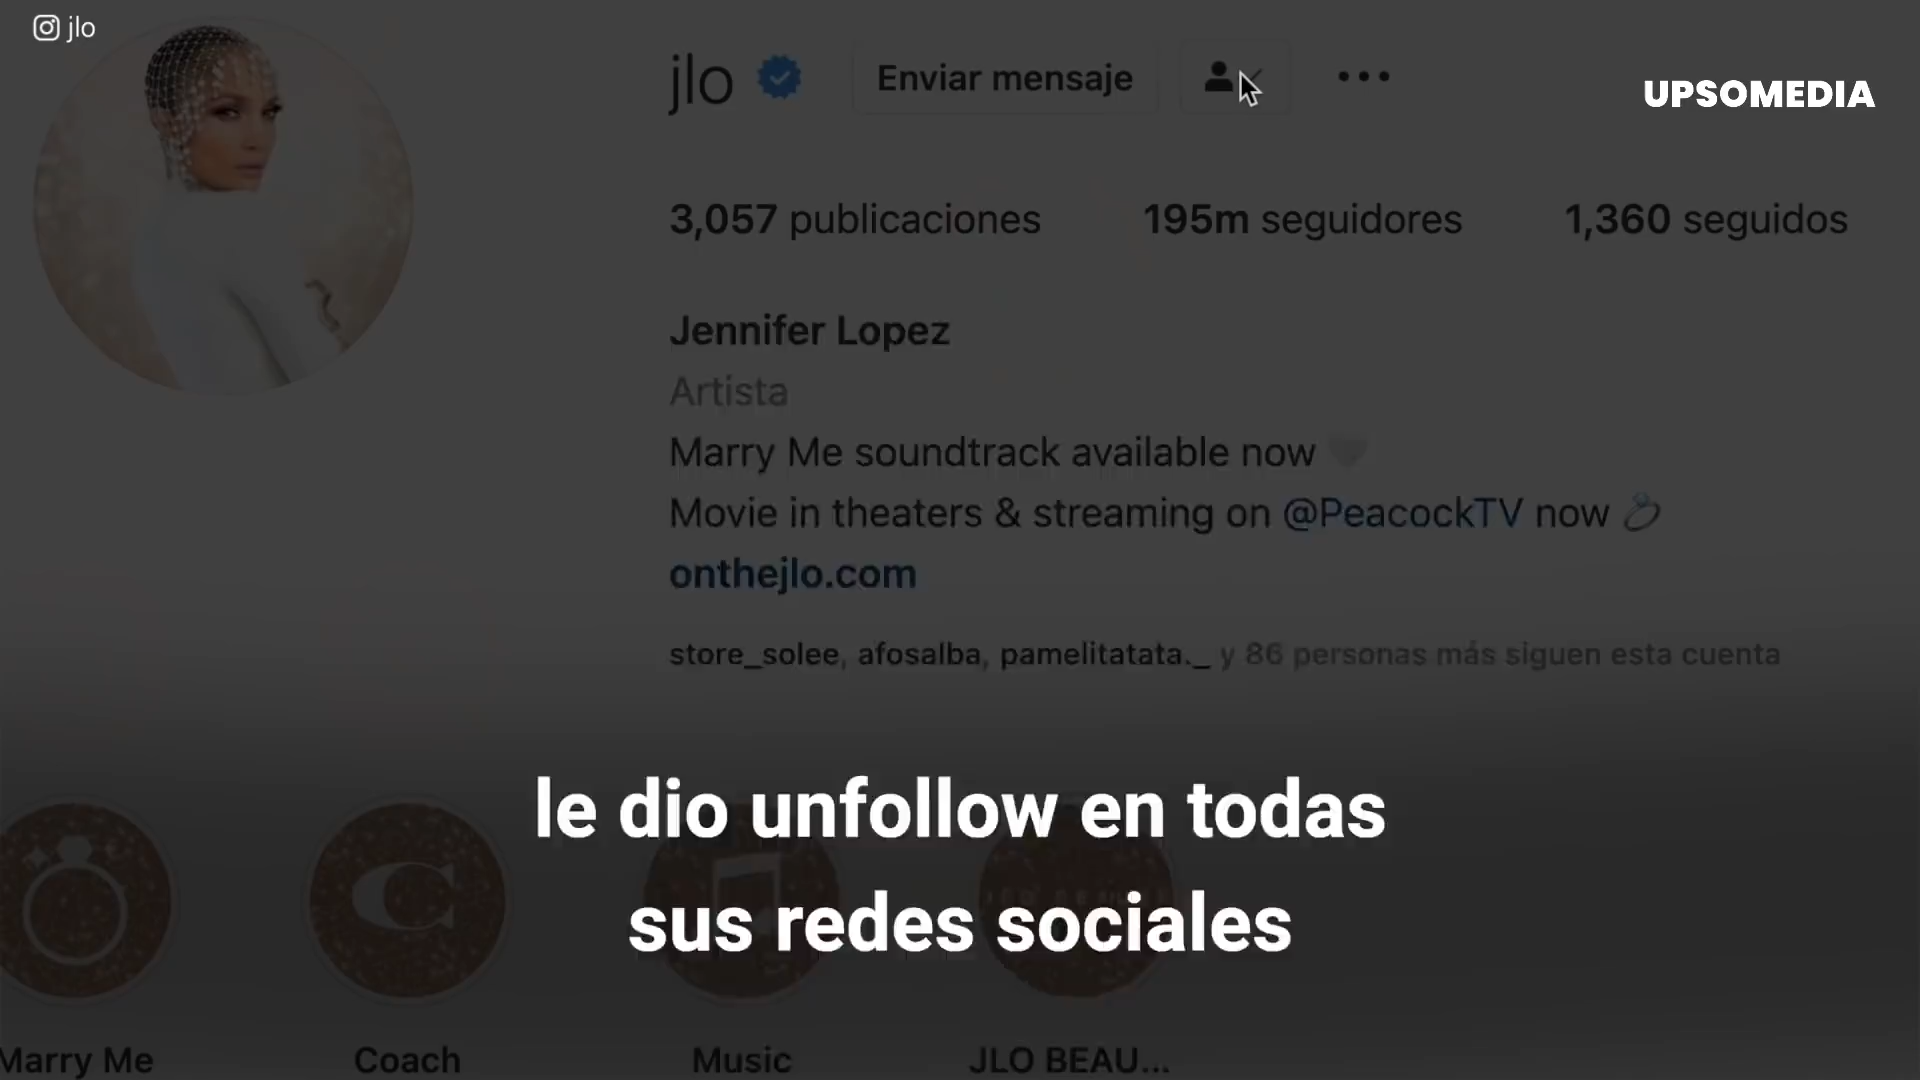 jlo
jlo
Enviar mensaje
UPSOMEDIA
3,057 publicaciones
195m seguidores
1,360 seguidos
Jennifer Lopez
Artista
Marry Me soundtrack available now
Movie in theaters & streaming on @PeacockTV now
onthejlo.com
store_solee, afosalba, pamelitatata._ y 86 personas más siguen esta cuenta
le dio unfollow en todas
sus redes sociales
Marry Me
Coach
Music
JLO BEAU...